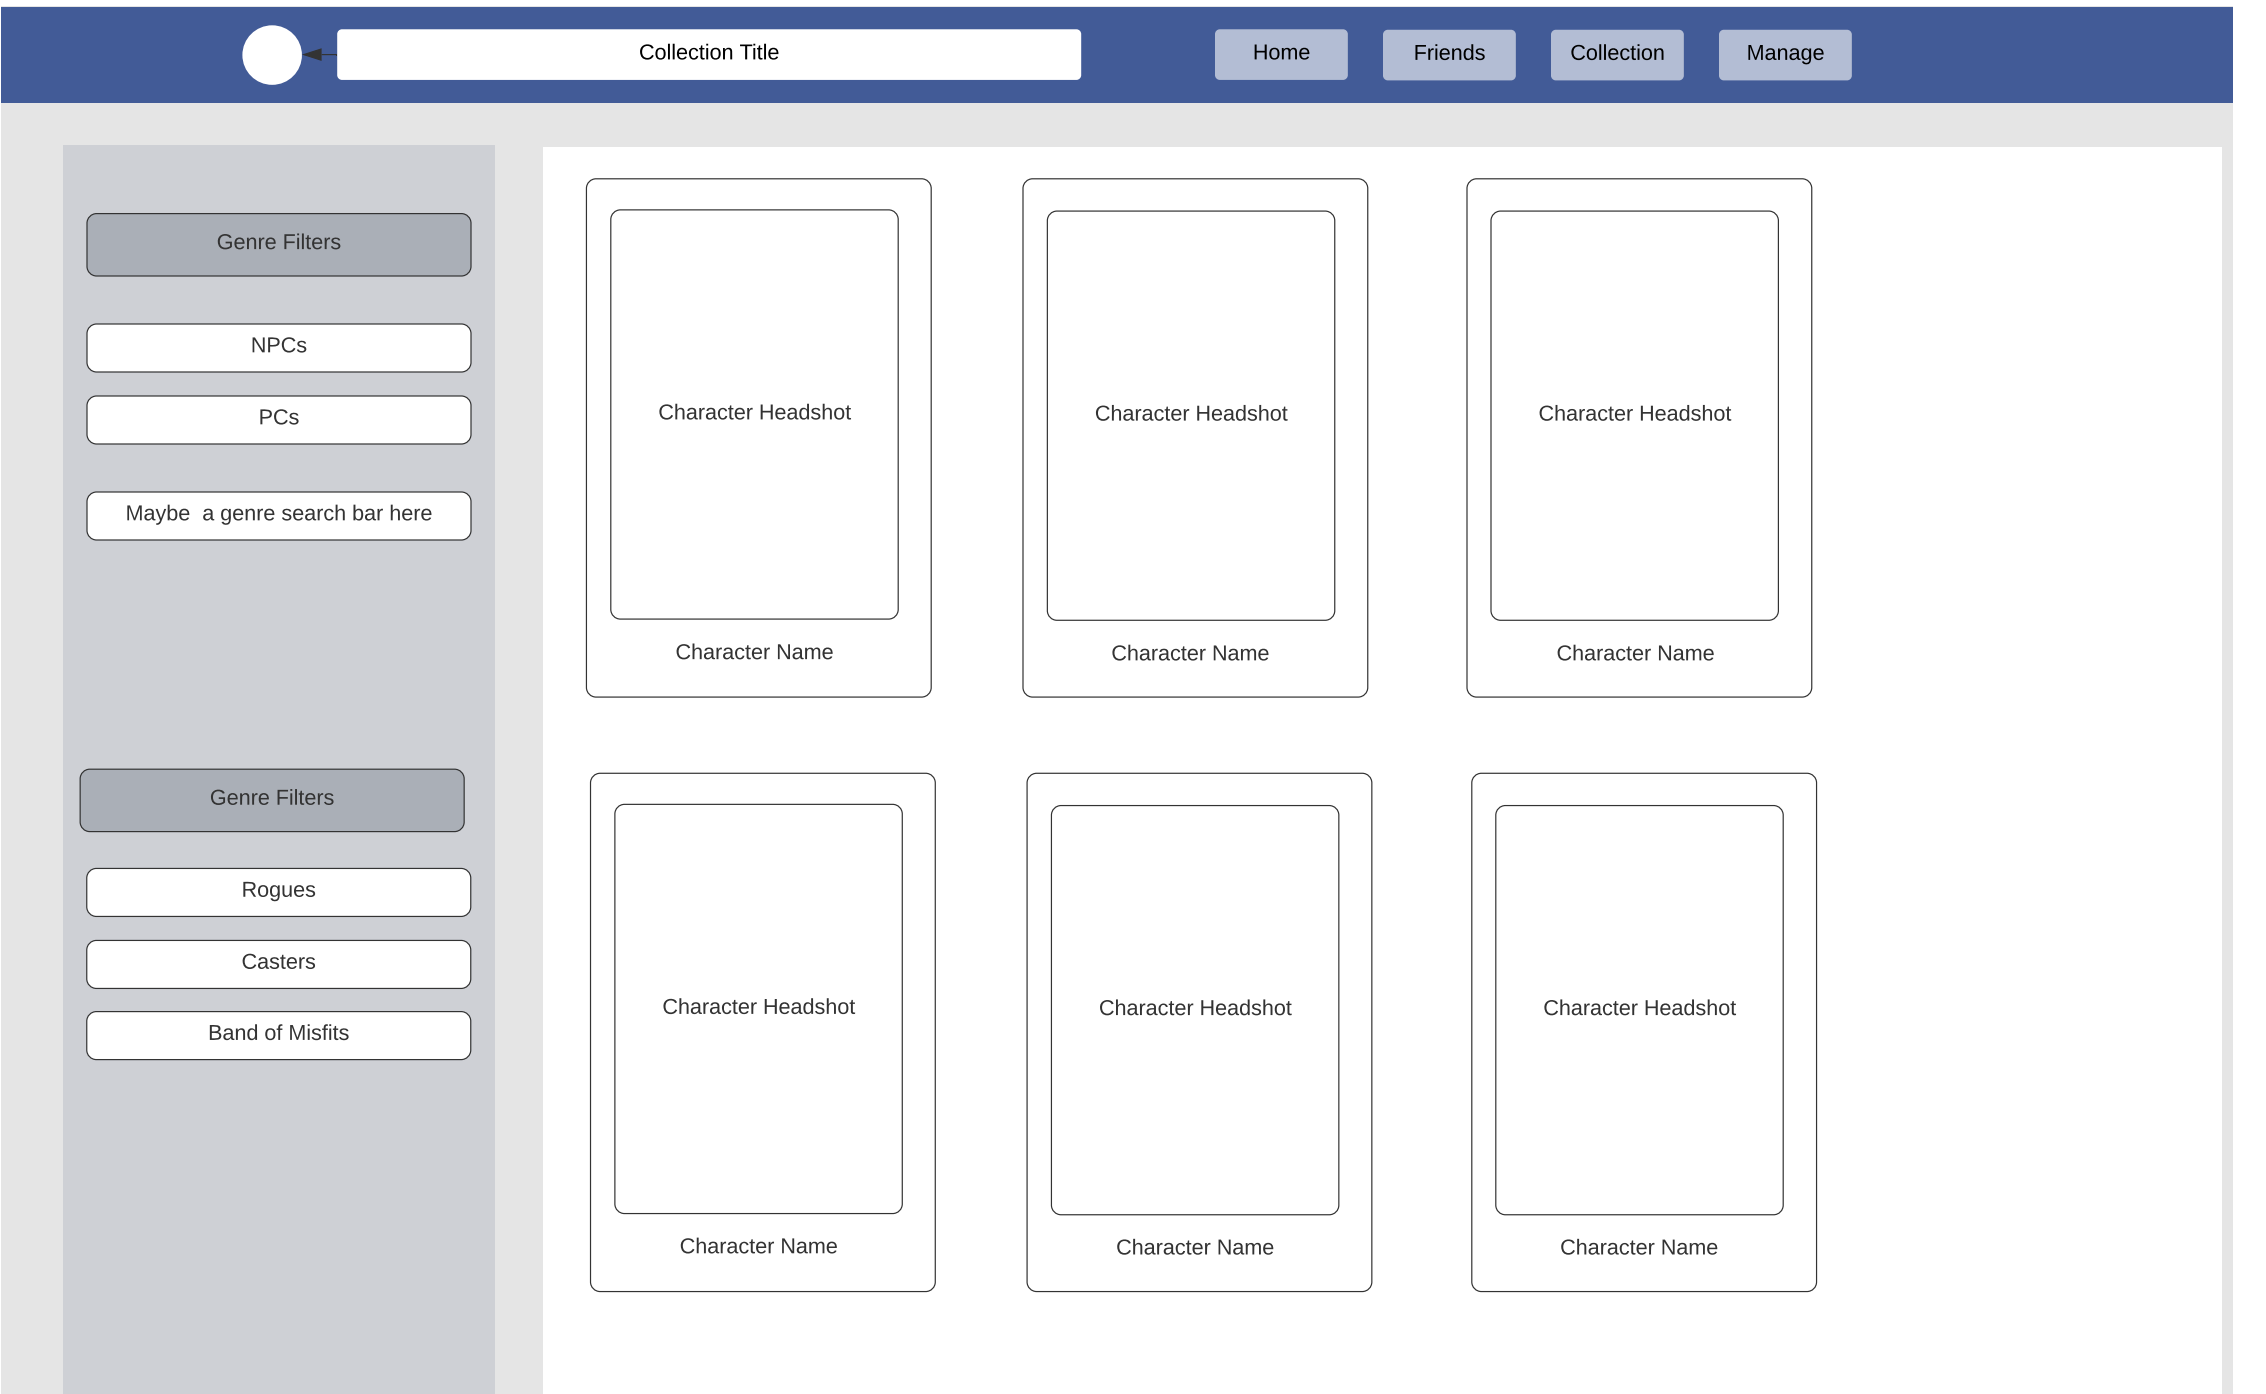 Collection Title
Home
Friends
Collection
Manage
Genre Filters
NPCs
PCs
Maybe  a genre search bar here
Genre Filters
Rogues
Casters
Band of Misfits
Character Headshot
Character Headshot
Character Headshot
Character Name
Character Name
Character Name
Character Headshot
Character Headshot
Character Headshot
Character Name
Character Name
Character Name